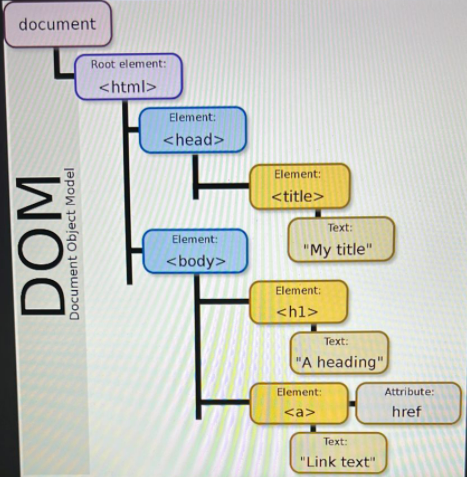 document
Root element:
<html>
Element:
<head>
Element:
<title>
Text:
"My title"
Element:
<body>
Element:
<h1>
Text:
"A heading"
Element:
<a>
Attribute:
href
Text:
"Link text"
DOM
Document Object Model